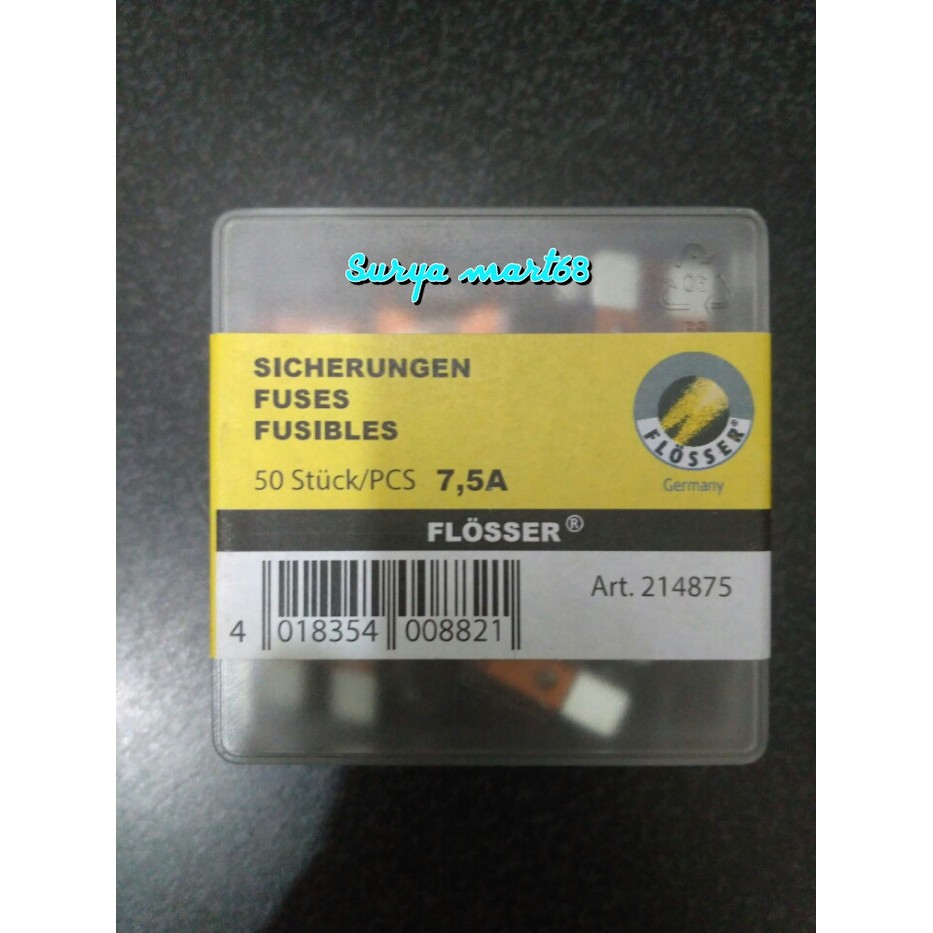 Surya mart68
SICHERUNGEN
FUSES
FUSIBLES
50 Stück/PCS 7,5A
FLÖSSER®
Germany
FLÖSSER®
Art. 214875
4 018354 008821